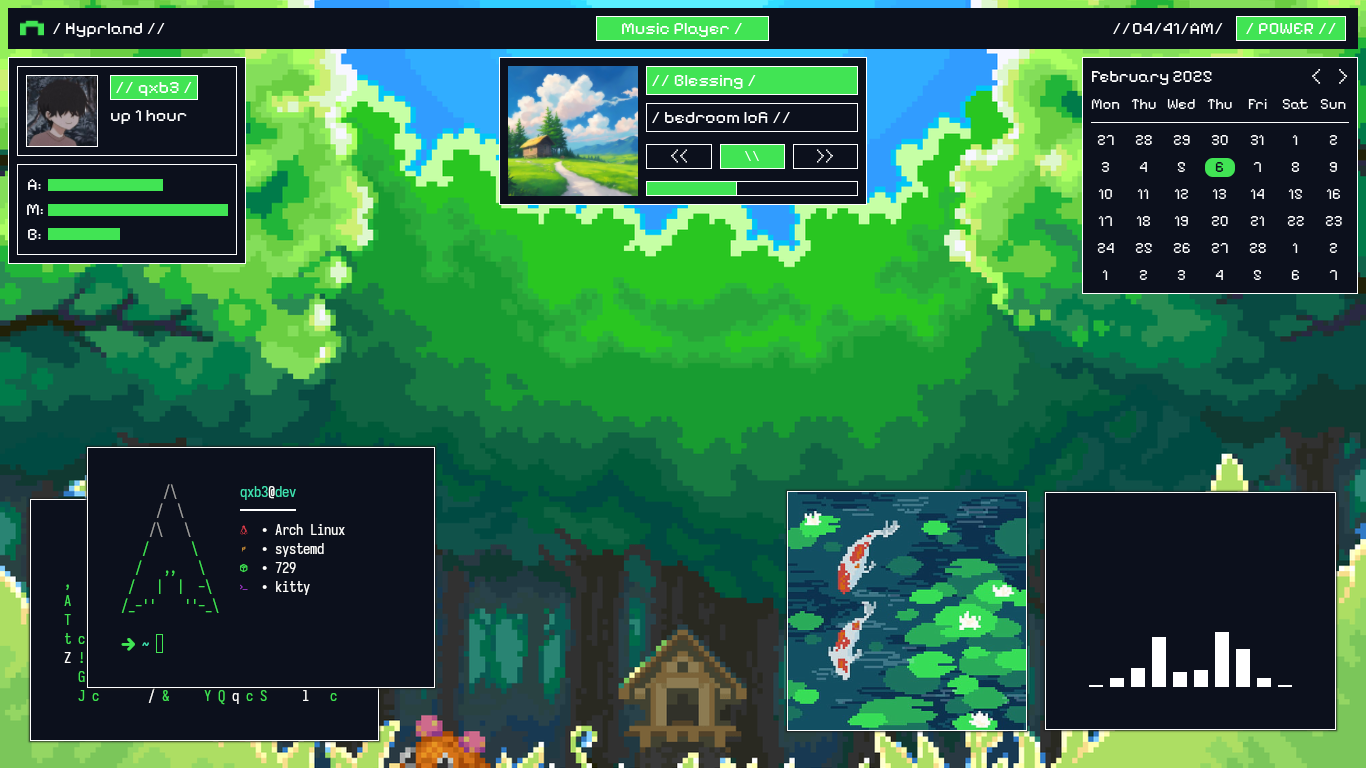 / Hyprland //
Music Player /
//04/41/AM/
/ POWER //
// qxb3 /
up 1 hour
A:
M:
B:
// Blessing /
/ bedroom lofi //
<<
\\
>>
February 2025
< >
Mon Thu Wed Thu Fri Sat Sun
27 28 29 30 31 1 2
3 4 5 6 7 8 9
10 11 12 13 14 15 16
17 18 19 20 21 22 23
24 25 26 27 28 1 2
1 2 3 4 5 6 7
qxb3@dev
• Arch Linux
• systemd
• 729
• kitty
➜ ~
,
A
T
t c
Z !
G
J c / & Y Q q c S l c